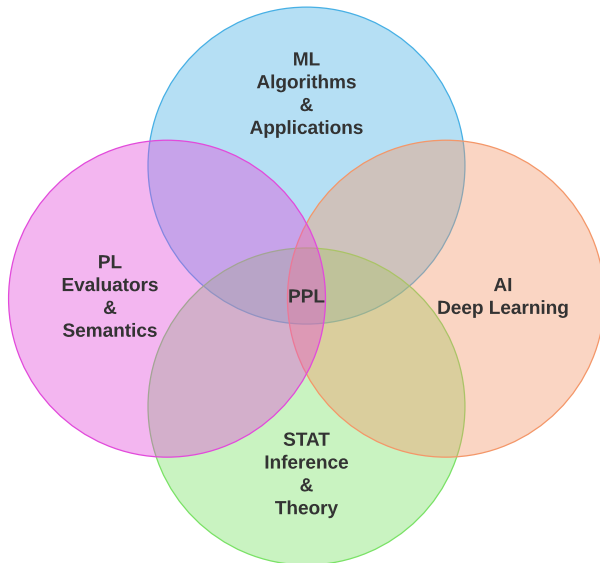 ML
Algorithms
&
Applications
PL
Evaluators
&
Semantics
PPL
AI
Deep Learning
STAT
Inference
&
Theory